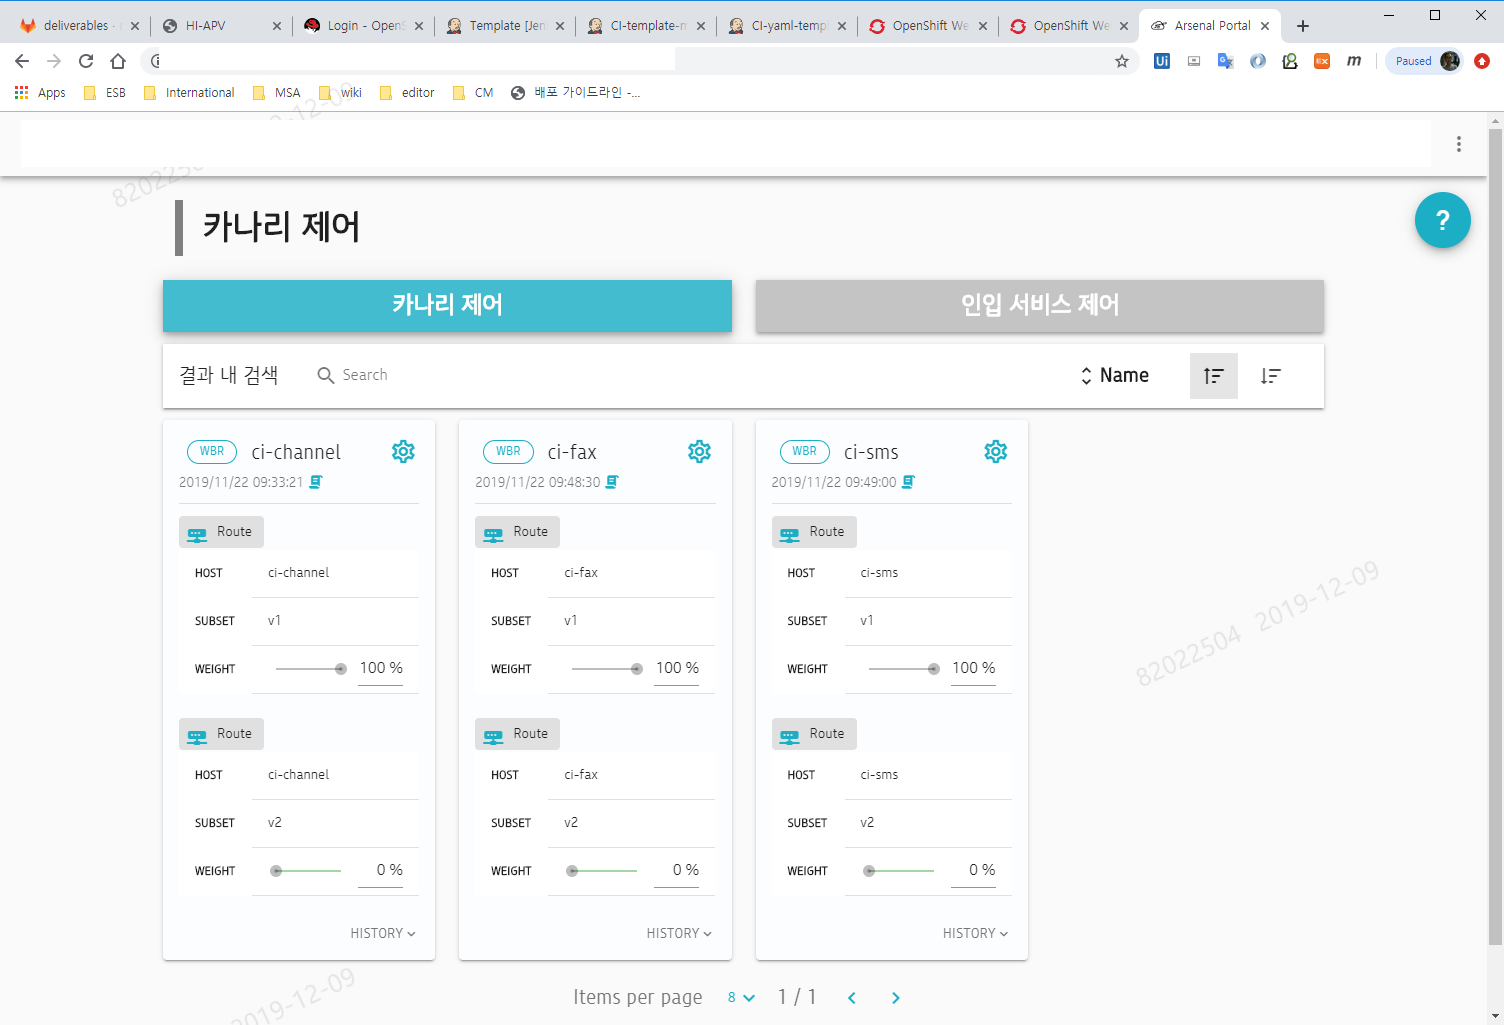 deliverables
HI-APV
Login - OpenS
Template [Jen
CI-template-m
CI-yaml-temp
OpenShift We
OpenShift We
Arsenal Portal
Paused
Apps
ESB
International
MSA
wiki
editor
CM
배포 가이드라인 -...
카나리 제어
?
카나리 제어
인입 서비스 제어
결과 내 검색
Search
Name
WBR ci-channel
2019/11/22 09:33:21
Route
HOST ci-channel
SUBSET v1
WEIGHT 100 %
Route
HOST ci-channel
SUBSET v2
WEIGHT 0 %
HISTORY
WBR ci-fax
2019/11/22 09:48:30
Route
HOST ci-fax
SUBSET v1
WEIGHT 100 %
Route
HOST ci-fax
SUBSET v2
WEIGHT 0 %
HISTORY
WBR ci-sms
2019/11/22 09:49:00
Route
HOST ci-sms
SUBSET v1
WEIGHT 100 %
Route
HOST ci-sms
SUBSET v2
WEIGHT 0 %
HISTORY
82022504 2019-12-09
2019-12-09
Items per page 8 1 / 1